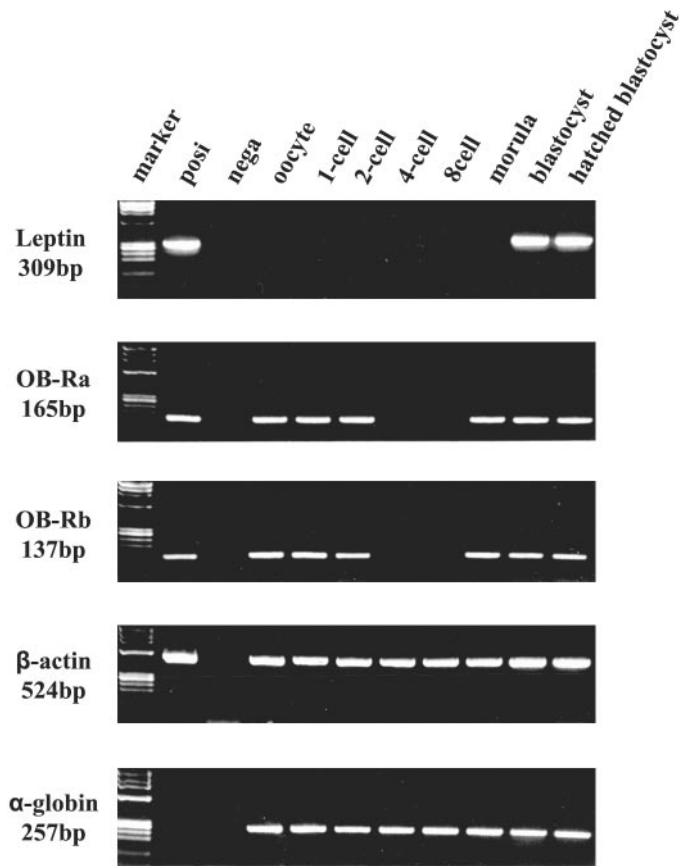 marker
posi
nega
oocyte
1-cell
2-cell
4-cell
8cell
morula
blastocyst
hatched blastocyst
Leptin
309bp
OB-Ra
165bp
OB-Rb
137bp
β-actin
524bp
α-globin
257bp